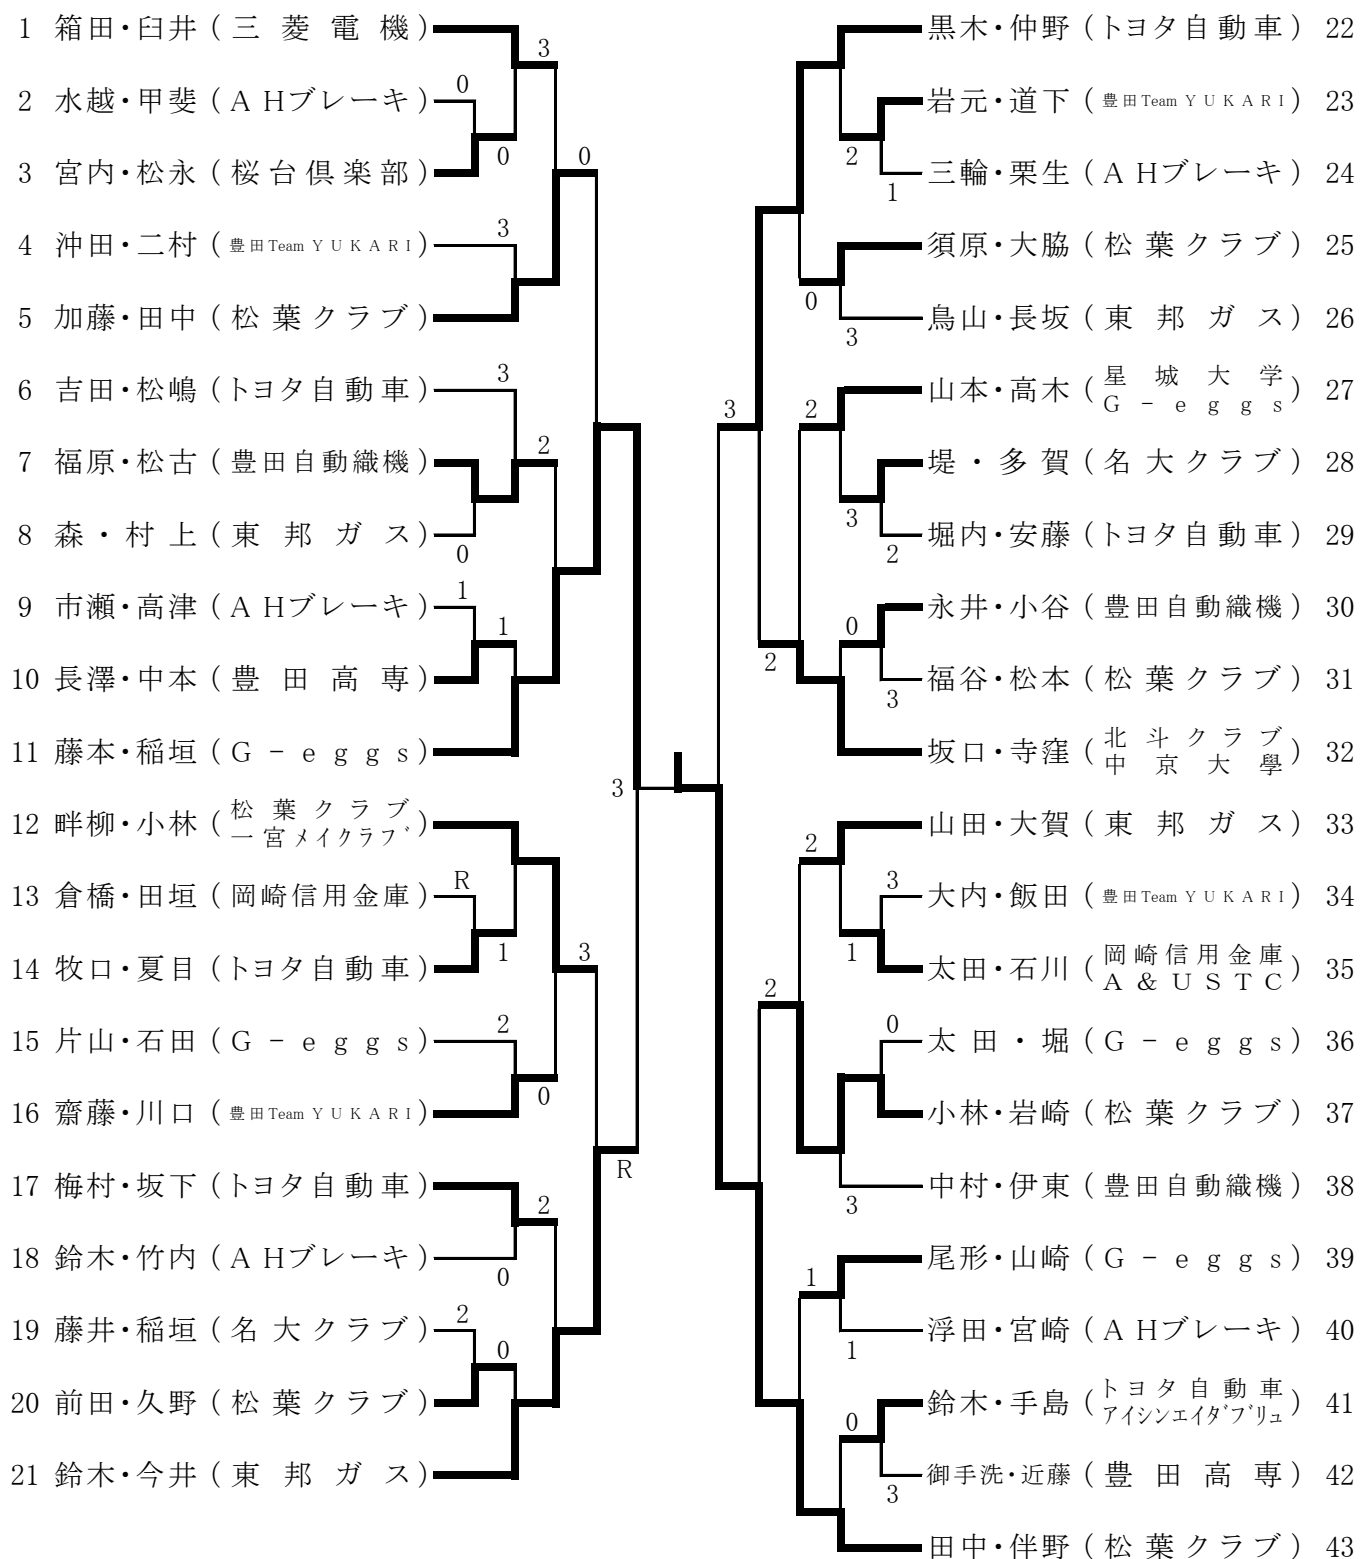 1 箱田・臼井 (三菱電機)
2 水越・甲斐 (AHブレーキ)
3 宮内・松永 (桜台倶楽部)
4 沖田・二村 (豊田Team YUKARI)
5 加藤・田中 (松葉クラブ)
6 吉田・松嶋 (トヨタ自動車)
7 福原・松古 (豊田自動織機)
8 森・村上 (東邦ガス)
9 市瀬・高津 (AHブレーキ)
10 長澤・中本 (豊田高専)
11 藤本・稲垣 (G-eggs)
12 畔柳・小林 (松葉クラブ
一宮メイクラブ)
13 倉橋・田垣 (岡崎信用金庫)
14 牧口・夏目 (トヨタ自動車)
15 片山・石田 (G-eggs)
16 齋藤・川口 (豊田Team YUKARI)
17 梅村・坂下 (トヨタ自動車)
18 鈴木・竹内 (AHブレーキ)
19 藤井・稲垣 (名大クラブ)
20 前田・久野 (松葉クラブ)
21 鈴木・今井 (東邦ガス)
3
0
0
0
3
3
2
0
1
1
3
R
1
3
2
0
R
2
0
2
0
黒木・仲野 (トヨタ自動車) 22
岩元・道下 (豊田Team YUKARI) 23
三輪・栗生 (AHブレーキ) 24
須原・大脇 (松葉クラブ) 25
鳥山・長坂 (東邦ガス) 26
山本・高木 (星城大学
G-eggs) 27
堤・多賀 (名大クラブ) 28
堀内・安藤 (トヨタ自動車) 29
永井・小谷 (豊田自動織機) 30
福谷・松本 (松葉クラブ) 31
坂口・寺窪 (北斗クラブ
中京大學) 32
山田・大賀 (東邦ガス) 33
大内・飯田 (豊田Team YUKARI) 34
太田・石川 (岡崎信用金庫
A&USTC) 35
太田・堀 (G-eggs) 36
小林・岩崎 (松葉クラブ) 37
中村・伊東 (豊田自動織機) 38
尾形・山崎 (G-eggs) 39
浮田・宮崎 (AHブレーキ) 40
鈴木・手島 (トヨタ自動車
アイシンエイダブリュ) 41
御手洗・近藤 (豊田高専) 42
田中・伴野 (松葉クラブ) 43
2
1
0
3
3
2
3
2
0
2
3
2
3
1
2
0
3
1
1
0
3